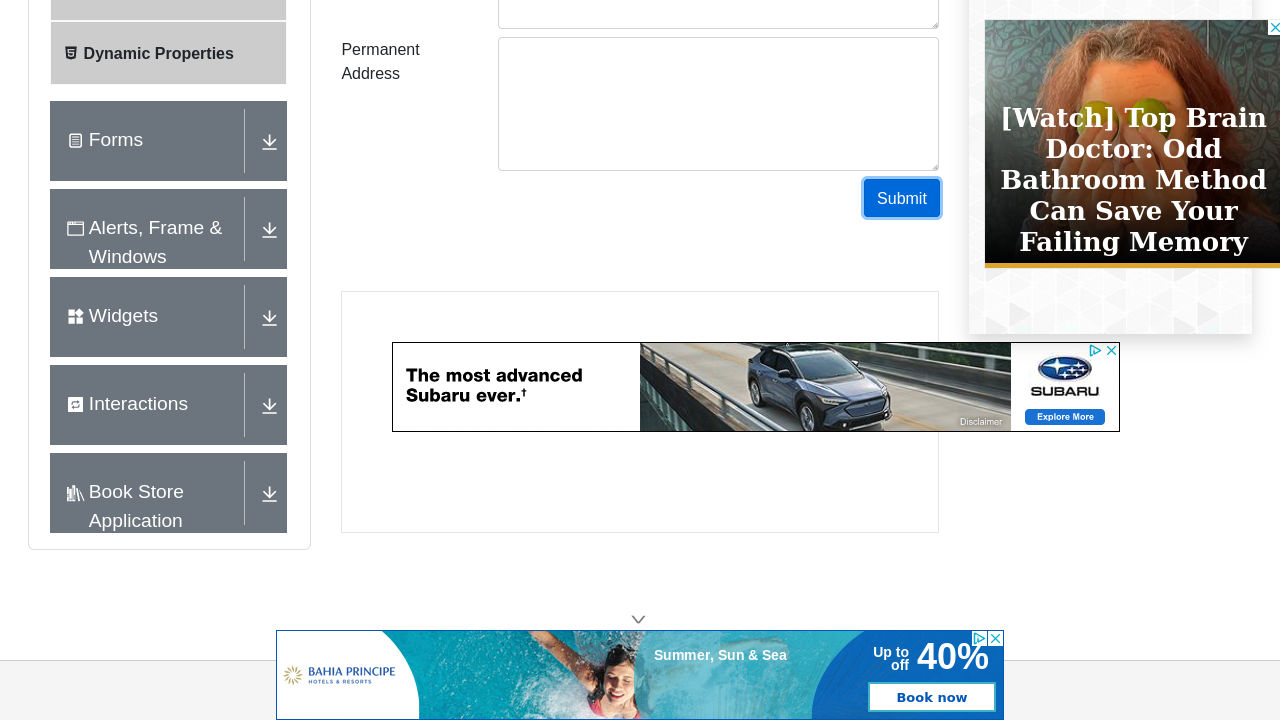 Dynamic Properties
Forms
Alerts, Frame &
Windows
Widgets
Interactions
Book Store
Application
Permanent
Address
Submit
[Watch] Top Brain
Doctor: Odd
Bathroom Method
Can Save Your
Failing Memory
The most advanced
Subaru ever.†
Disclaimer
SUBARU
Explore More
BAHIA PRINCIPE
HOTELS & RESORTS
Summer, Sun & Sea
Up to
off
40%
Book now